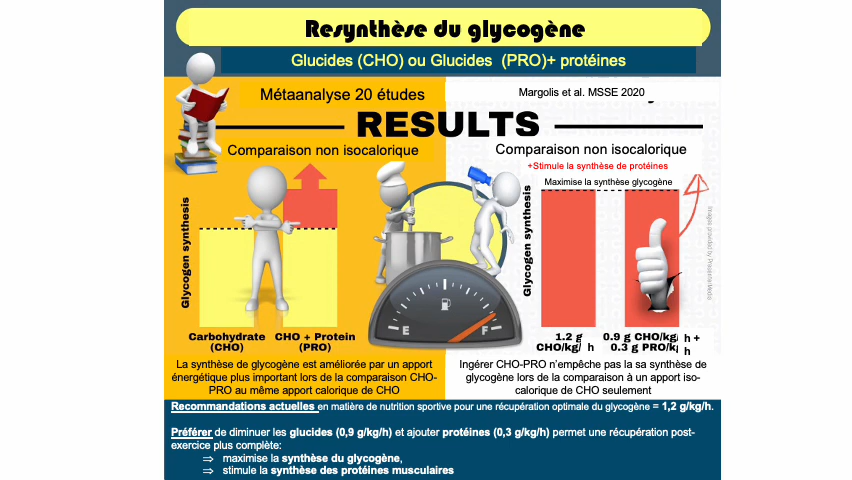 Resynthèse du glycogène
Glucides (CHO) ou Glucides (PRO)+ protéines
Métaanalyse 20 études
Margolis et al. MSSE 2020
RESULTS
Comparaison non isocalorique
Comparaison non isocalorique
+Stimule la synthèse de protéines
Maximise la synthèse glycogène
Glycogen synthesis
Glycogen synthesis
Images provided by PresenterMedia
E
F
Carbohydrate
(CHO)
CHO + Protein
(PRO)
1.2 g
CHO/kg/ h
0.9 g CHO/kg/ h +
0.3 g PRO/kg h
La synthèse de glycogène est améliorée par un apport
énergétique plus important lors de la comparaison CHO-
PRO au même apport calorique de CHO
Ingérer CHO-PRO n’empêche pas la sa synthèse de
glycogène lors de la comparaison à un apport iso-
calorique de CHO seulement
Recommandations actuelles en matière de nutrition sportive pour une récupération optimale du glycogène = 1,2 g/kg/h.
Préférer de diminuer les glucides (0,9 g/kg/h) et ajouter protéines (0,3 g/kg/h) permet une récupération post-
exercice plus complète:
⇒ maximise la synthèse du glycogène,
⇒ stimule la synthèse des protéines musculaires